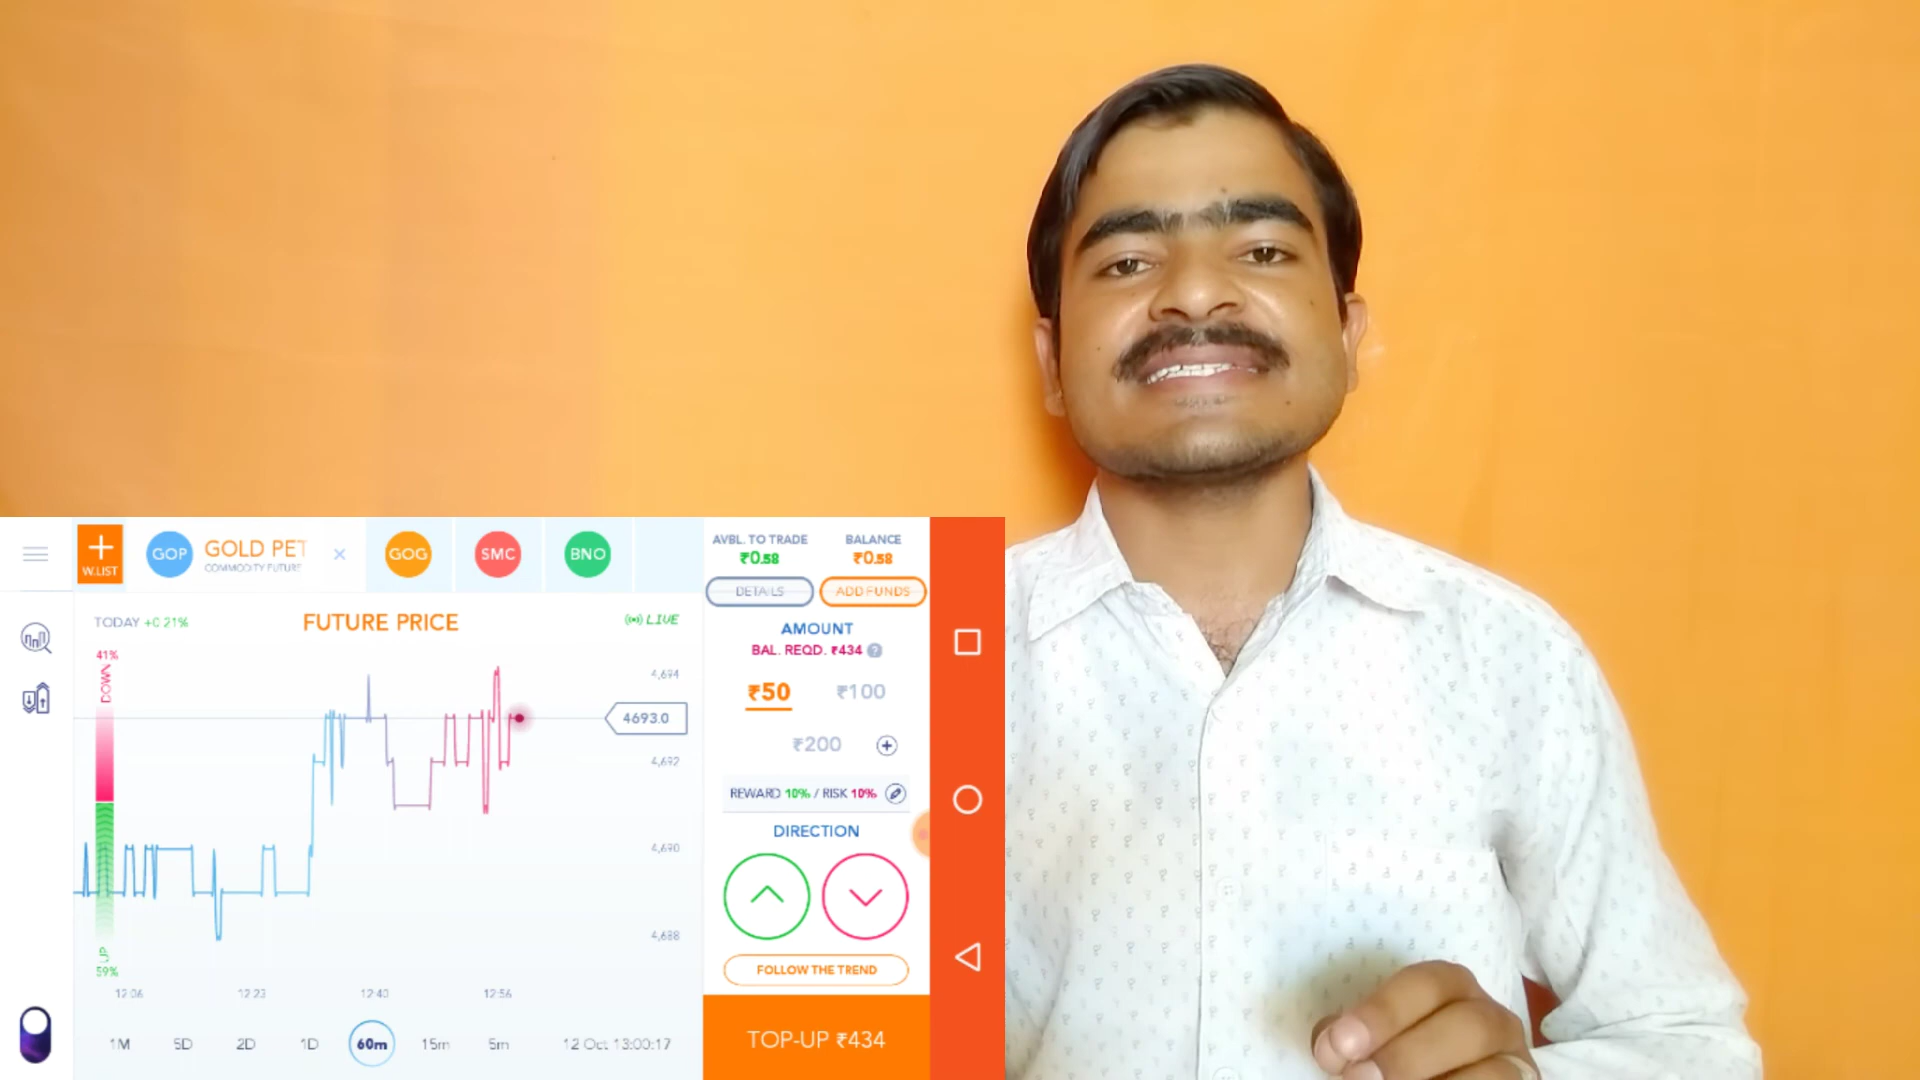 W.LIST
GOP
GOLD PET
COMMODITY FUTURE
GOG
SMC
BNO
AVBL. TO TRADE
₹0.58
BALANCE
₹0.58
DETAILS
ADD FUNDS
TODAY +0.21%
FUTURE PRICE
LIVE
AMOUNT
BAL. REQD. ₹434 ?
₹50
₹100
₹200
REWARD 10% / RISK 10%
DIRECTION
FOLLOW THE TREND
TOP-UP ₹434
41%
DOWN
UP
59%
4,694
4693.0
4,692
4,690
4,688
12:06
12:23
12:40
12:56
1M
5D
2D
1D
60m
15m
5m
12 Oct 13:00:17